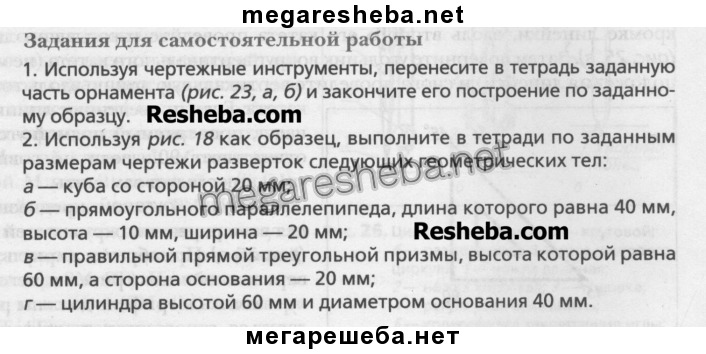 megaresheba.net
Задания для самостоятельной работы
1. Используя чертежные инструменты, перенесите в тетрадь заданную
часть орнамента (рис. 23, а, б) и закончите его построение по заданно-
му образцу. Resheba.com
2. Используя рис. 18 как образец, выполните в тетради по заданным
размерам чертежи разверток следующих геометрических тел:
а — куба со стороной 20 мм;
megaresheba.net
б — прямоугольного параллелепипеда, длина которого равна 40 мм,
высота — 10 мм, ширина — 20 мм; Resheba.com
в — правильной прямой треугольной призмы, высота которой равна
60 мм, а сторона основания — 20 мм;
г — цилиндра высотой 60 мм и диаметром основания 40 мм.
мегарешеба.нет